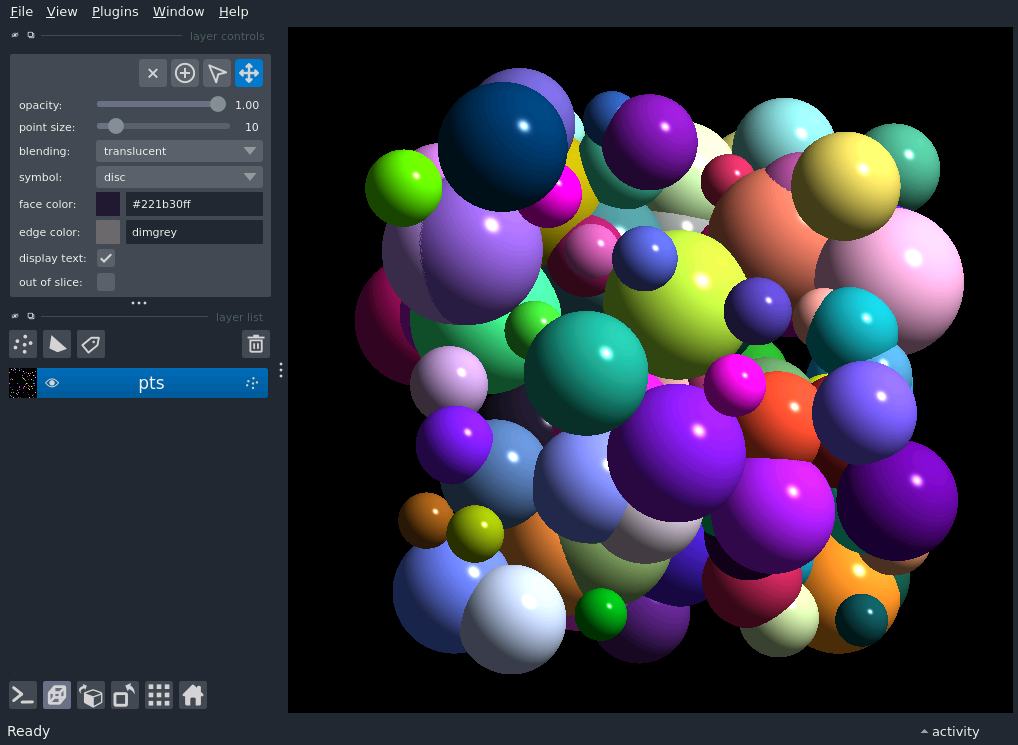 File View Plugins Window Help
layer controls
opacity: 1.00
point size: 10
blending: translucent
symbol: disc
face color: #221b30ff
edge color: dimgrey
display text:
out of slice:
layer list
pts
Ready
activity